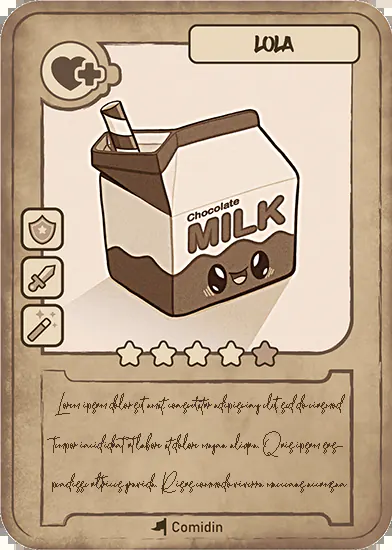 LOLA
Chocolate
MILK
Lorem ipsum dolor sit amet, consectetur adipiscing elit, sed do eiusmod
tempor incididunt ut labore et dolore magna aliqua. Quis ipsum sus-
pendisse ultrices gravida. Risus commodo viverra maecenas accumsan
Comidin